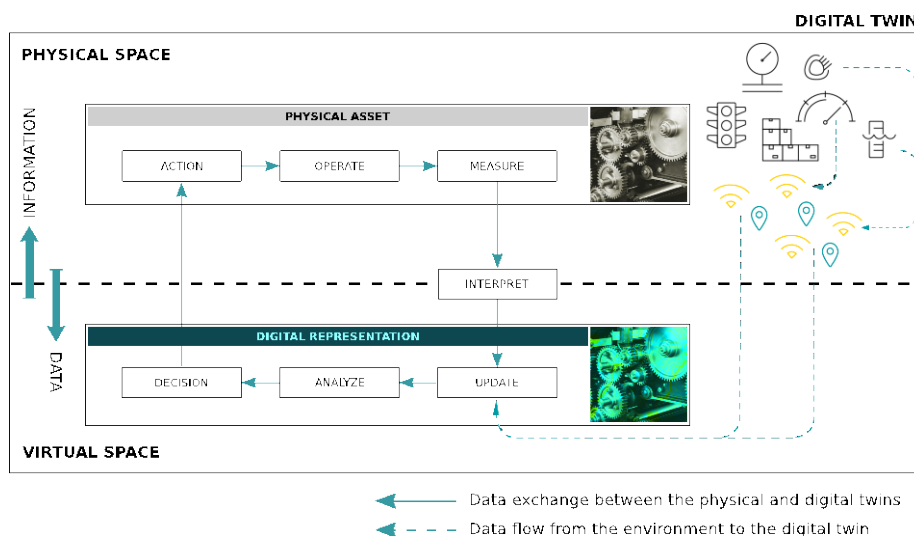 DIGITAL TWIN
PHYSICAL SPACE
PHYSICAL ASSET
ACTION
OPERATE
MEASURE
INFORMATION
INTERPRET
DIGITAL REPRESENTATION
DATA
DECISION
ANALYZE
UPDATE
VIRTUAL SPACE
Data exchange between the physical and digital twins
Data flow from the environment to the digital twin